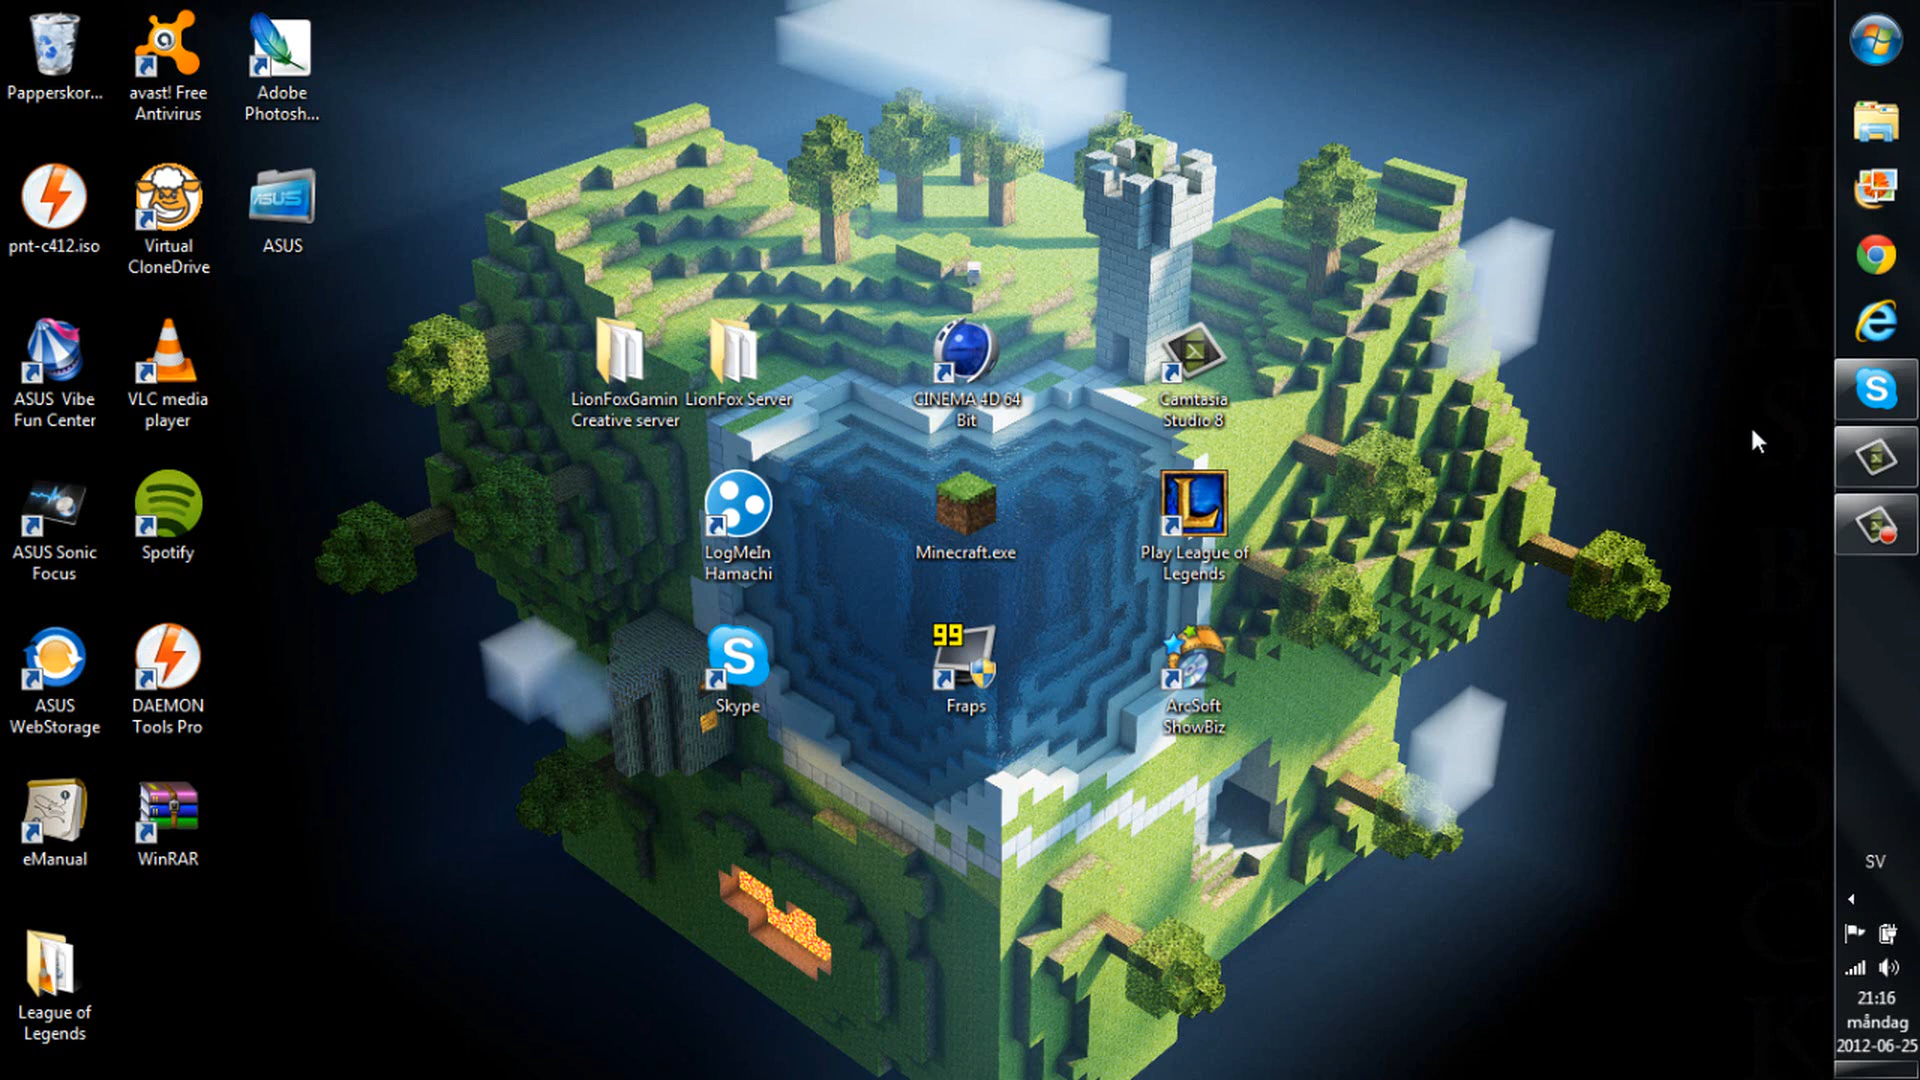 Papperskor...
avast! Free
Antivirus
Adobe
Photosh...
pnt-c412.iso
Virtual
CloneDrive
ASUS
ASUS
ASUS Vibe
Fun Center
VLC media
player
LionFoxGamin
Creative server
LionFox Server
CINEMA 4D 64
Bit
Camtasia
Studio 8
ASUS Sonic
Focus
Spotify
LogMeIn
Hamachi
Minecraft.exe
Play League of
Legends
ASUS
WebStorage
DAEMON
Tools Pro
Skype
99
Fraps
ArcSoft
ShowBiz
eManual
WinRAR
League of
Legends
THAS BLOCK
SV
21:16
måndag
2012-06-25